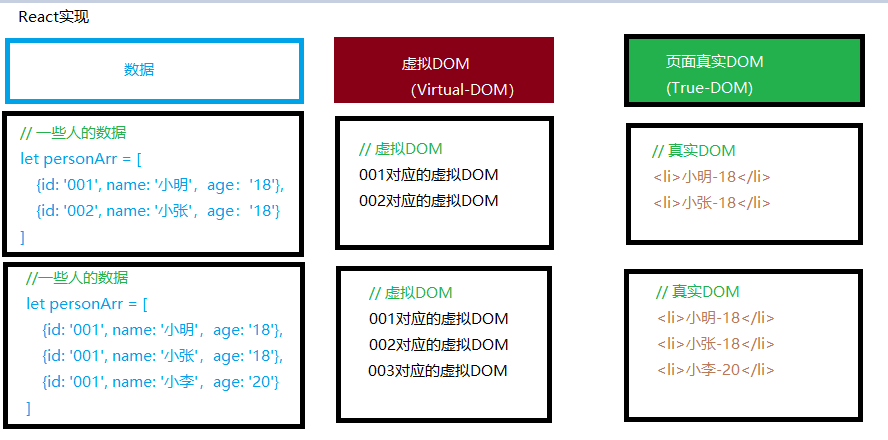 React实现
数据
虚拟DOM
（Virtual-DOM）
页面真实DOM
(True-DOM)
// 一些人的数据
let personArr = [
{id: '001', name: '小明', age: '18'},
{id: '002', name: '小张', age: '18'}
]
// 虚拟DOM
001对应的虚拟DOM
002对应的虚拟DOM
// 真实DOM
<li>小明-18</li>
<li>小张-18</li>
//一些人的数据
let personArr = [
{id: '001', name: '小明', age: '18'},
{id: '001', name: '小张', age: '18'},
{id: '001', name: '小李', age: '20'}
]
// 虚拟DOM
001对应的虚拟DOM
002对应的虚拟DOM
003对应的虚拟DOM
// 真实DOM
<li>小明-18</li>
<li>小张-18</li>
<li>小李-20</li>